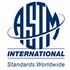 ASTM
INTERNATIONAL
Standards Worldwide